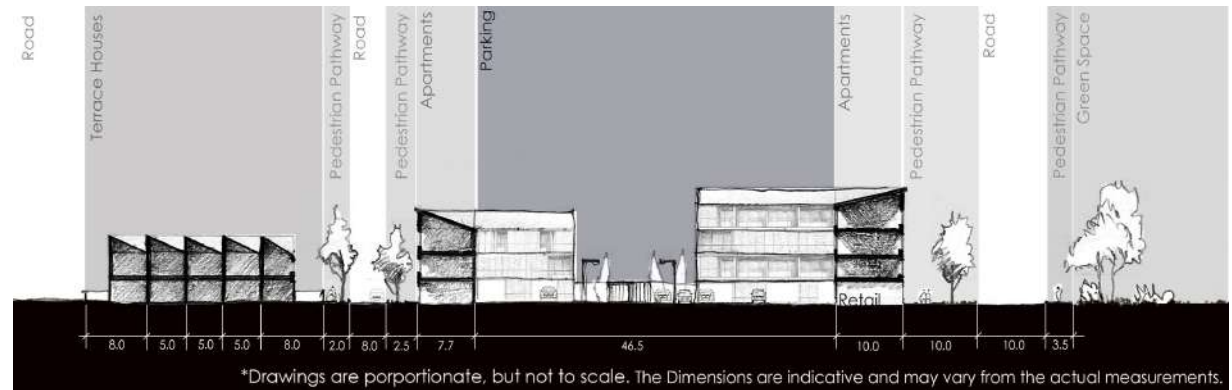 Road
Terrace Houses
Pedestrian Pathway
Road
Pedestrian Pathway
Apartments
Parking
Apartments
Pedestrian Pathway
Road
Pedestrian Pathway
Green Space
Retail
8.0 5.0 5.0 5.0 8.0 2.0 8.0 2.5 7.7 46.5 10.0 10.0 10.0 3.5
*Drawings are porportionate, but not to scale. The Dimensions are indicative and may vary from the actual measurements